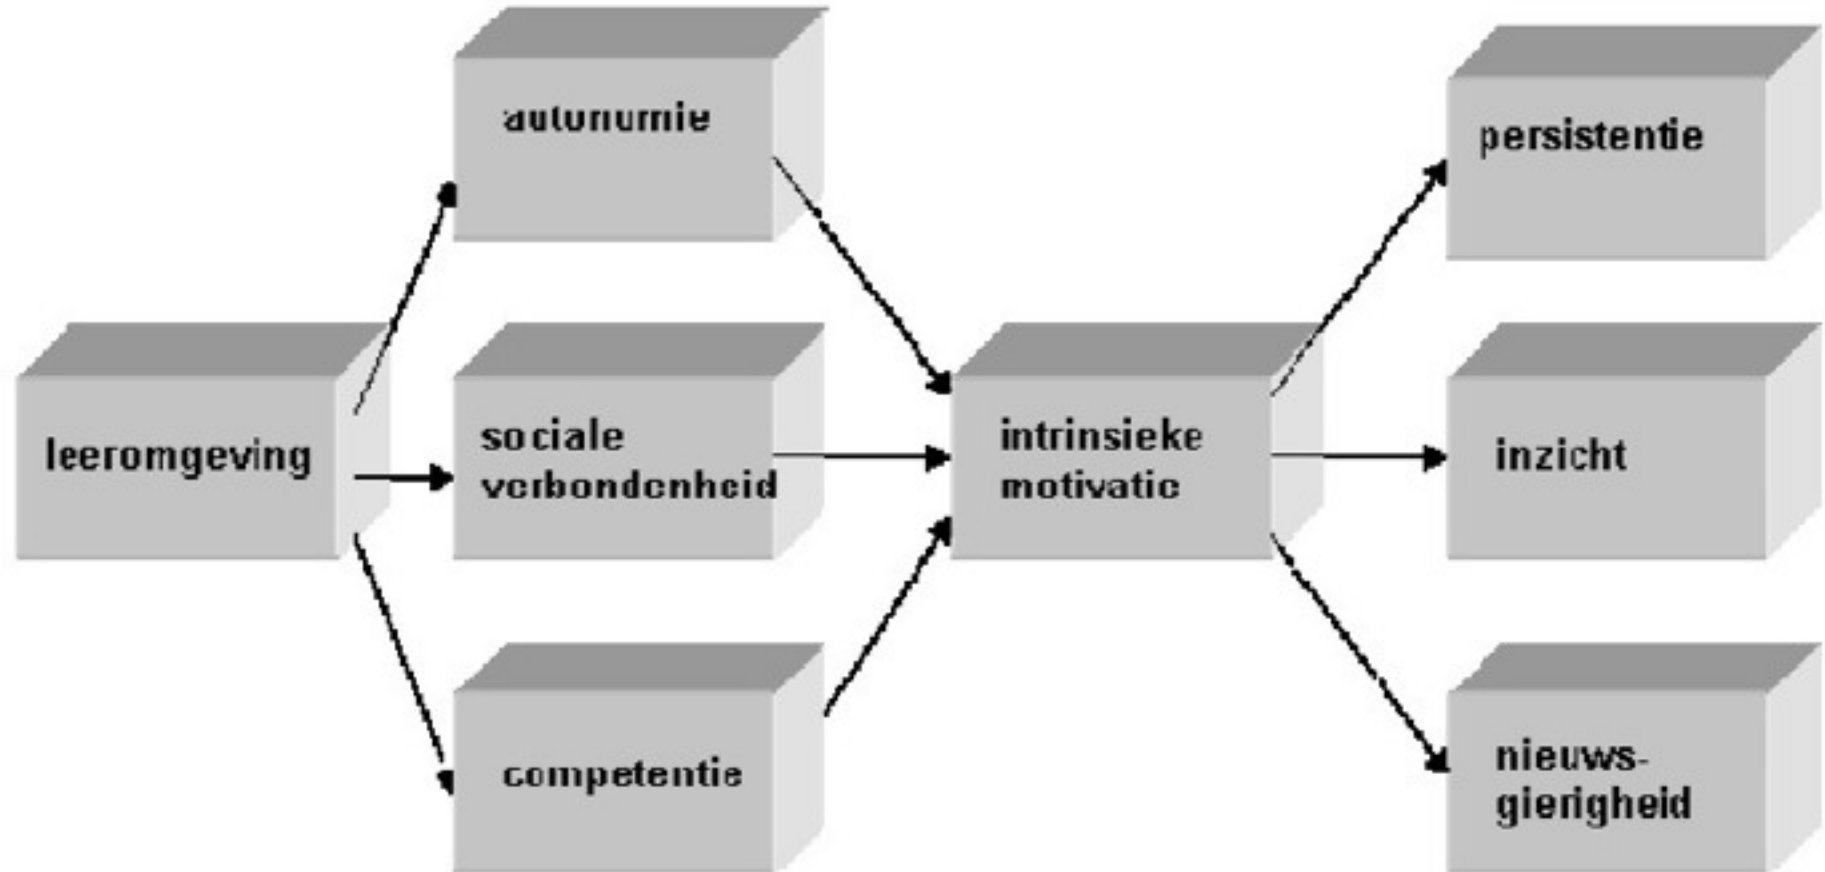 autonomie
persistentie
leeromgeving
sociale
verbondenheid
intrinsieke
motivatie
inzicht
competentie
nieuws-
gierigheid